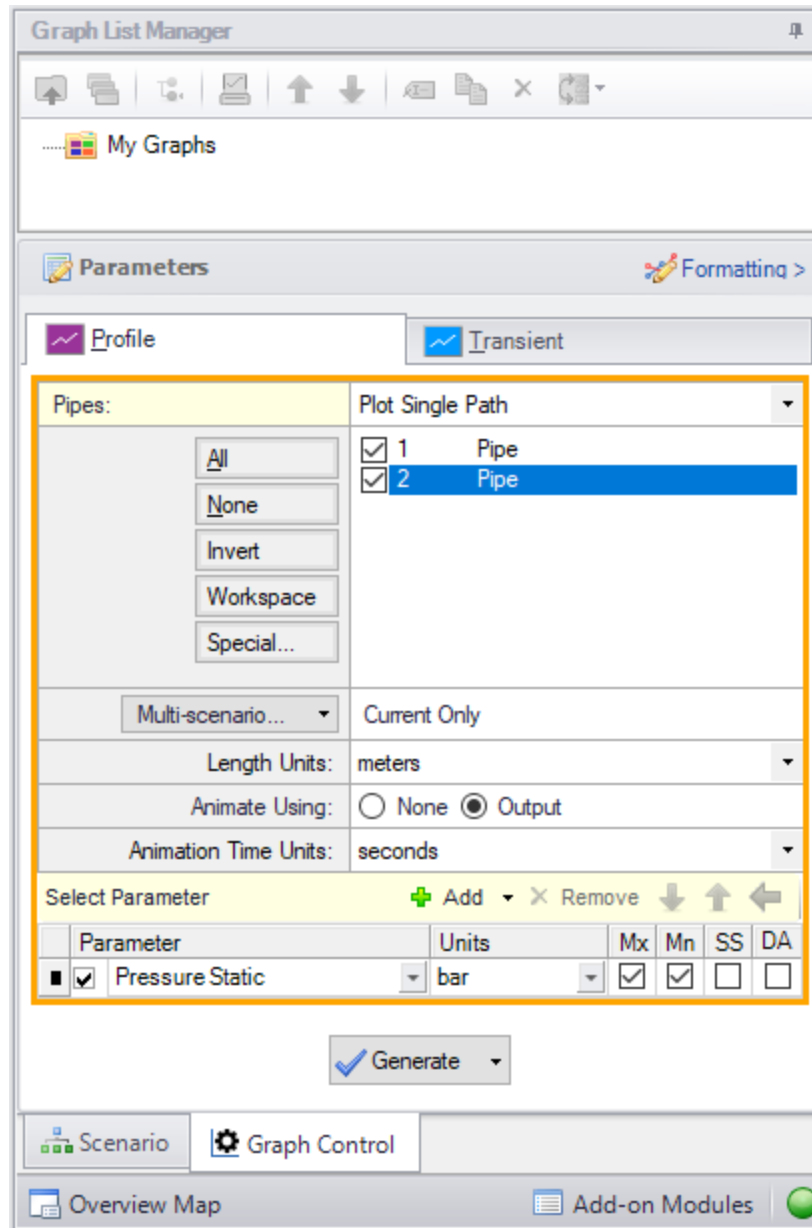 Graph List Manager
My Graphs
Parameters Formatting >
Profile Transient
Pipes: Plot Single Path
All 1 Pipe
2 Pipe
None
Invert
Workspace
Special...
Multi-scenario... Current Only
Length Units: meters
Animate Using: None Output
Animation Time Units: seconds
Select Parameter Add Remove
Parameter Units Mx Mn SS DA
Pressure Static bar
Generate
Scenario Graph Control
Overview Map Add-on Modules